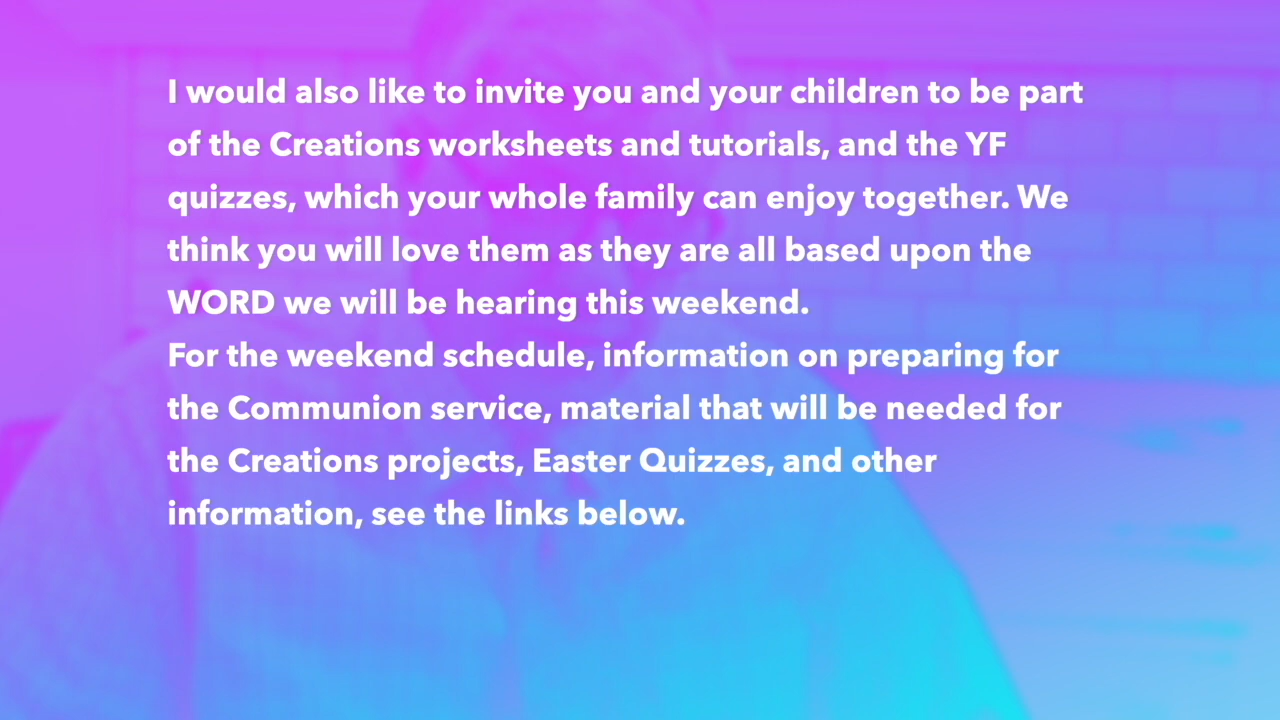 I would also like to invite you and your children to be part
of the Creations worksheets and tutorials, and the YF
quizzes, which your whole family can enjoy together. We
think you will love them as they are all based upon the
WORD we will be hearing this weekend.
For the weekend schedule, information on preparing for
the Communion service, material that will be needed for
the Creations projects, Easter Quizzes, and other
information, see the links below.